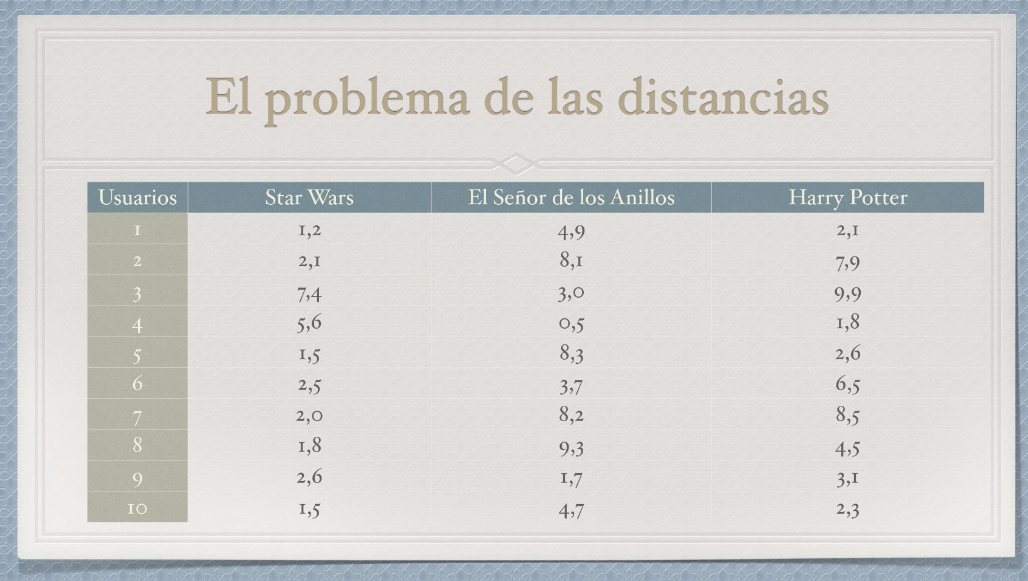 El problema de las distancias
Usuarios Star Wars El Señor de los Anillos Harry Potter
1 1,2 4,9 2,1
2 2,1 8,1 7,9
3 7,4 3,0 9,9
4 5,6 0,5 1,8
5 1,5 8,3 2,6
6 2,5 3,7 6,5
7 2,0 8,2 8,5
8 1,8 9,3 4,5
9 2,6 1,7 3,1
10 1,5 4,7 2,3